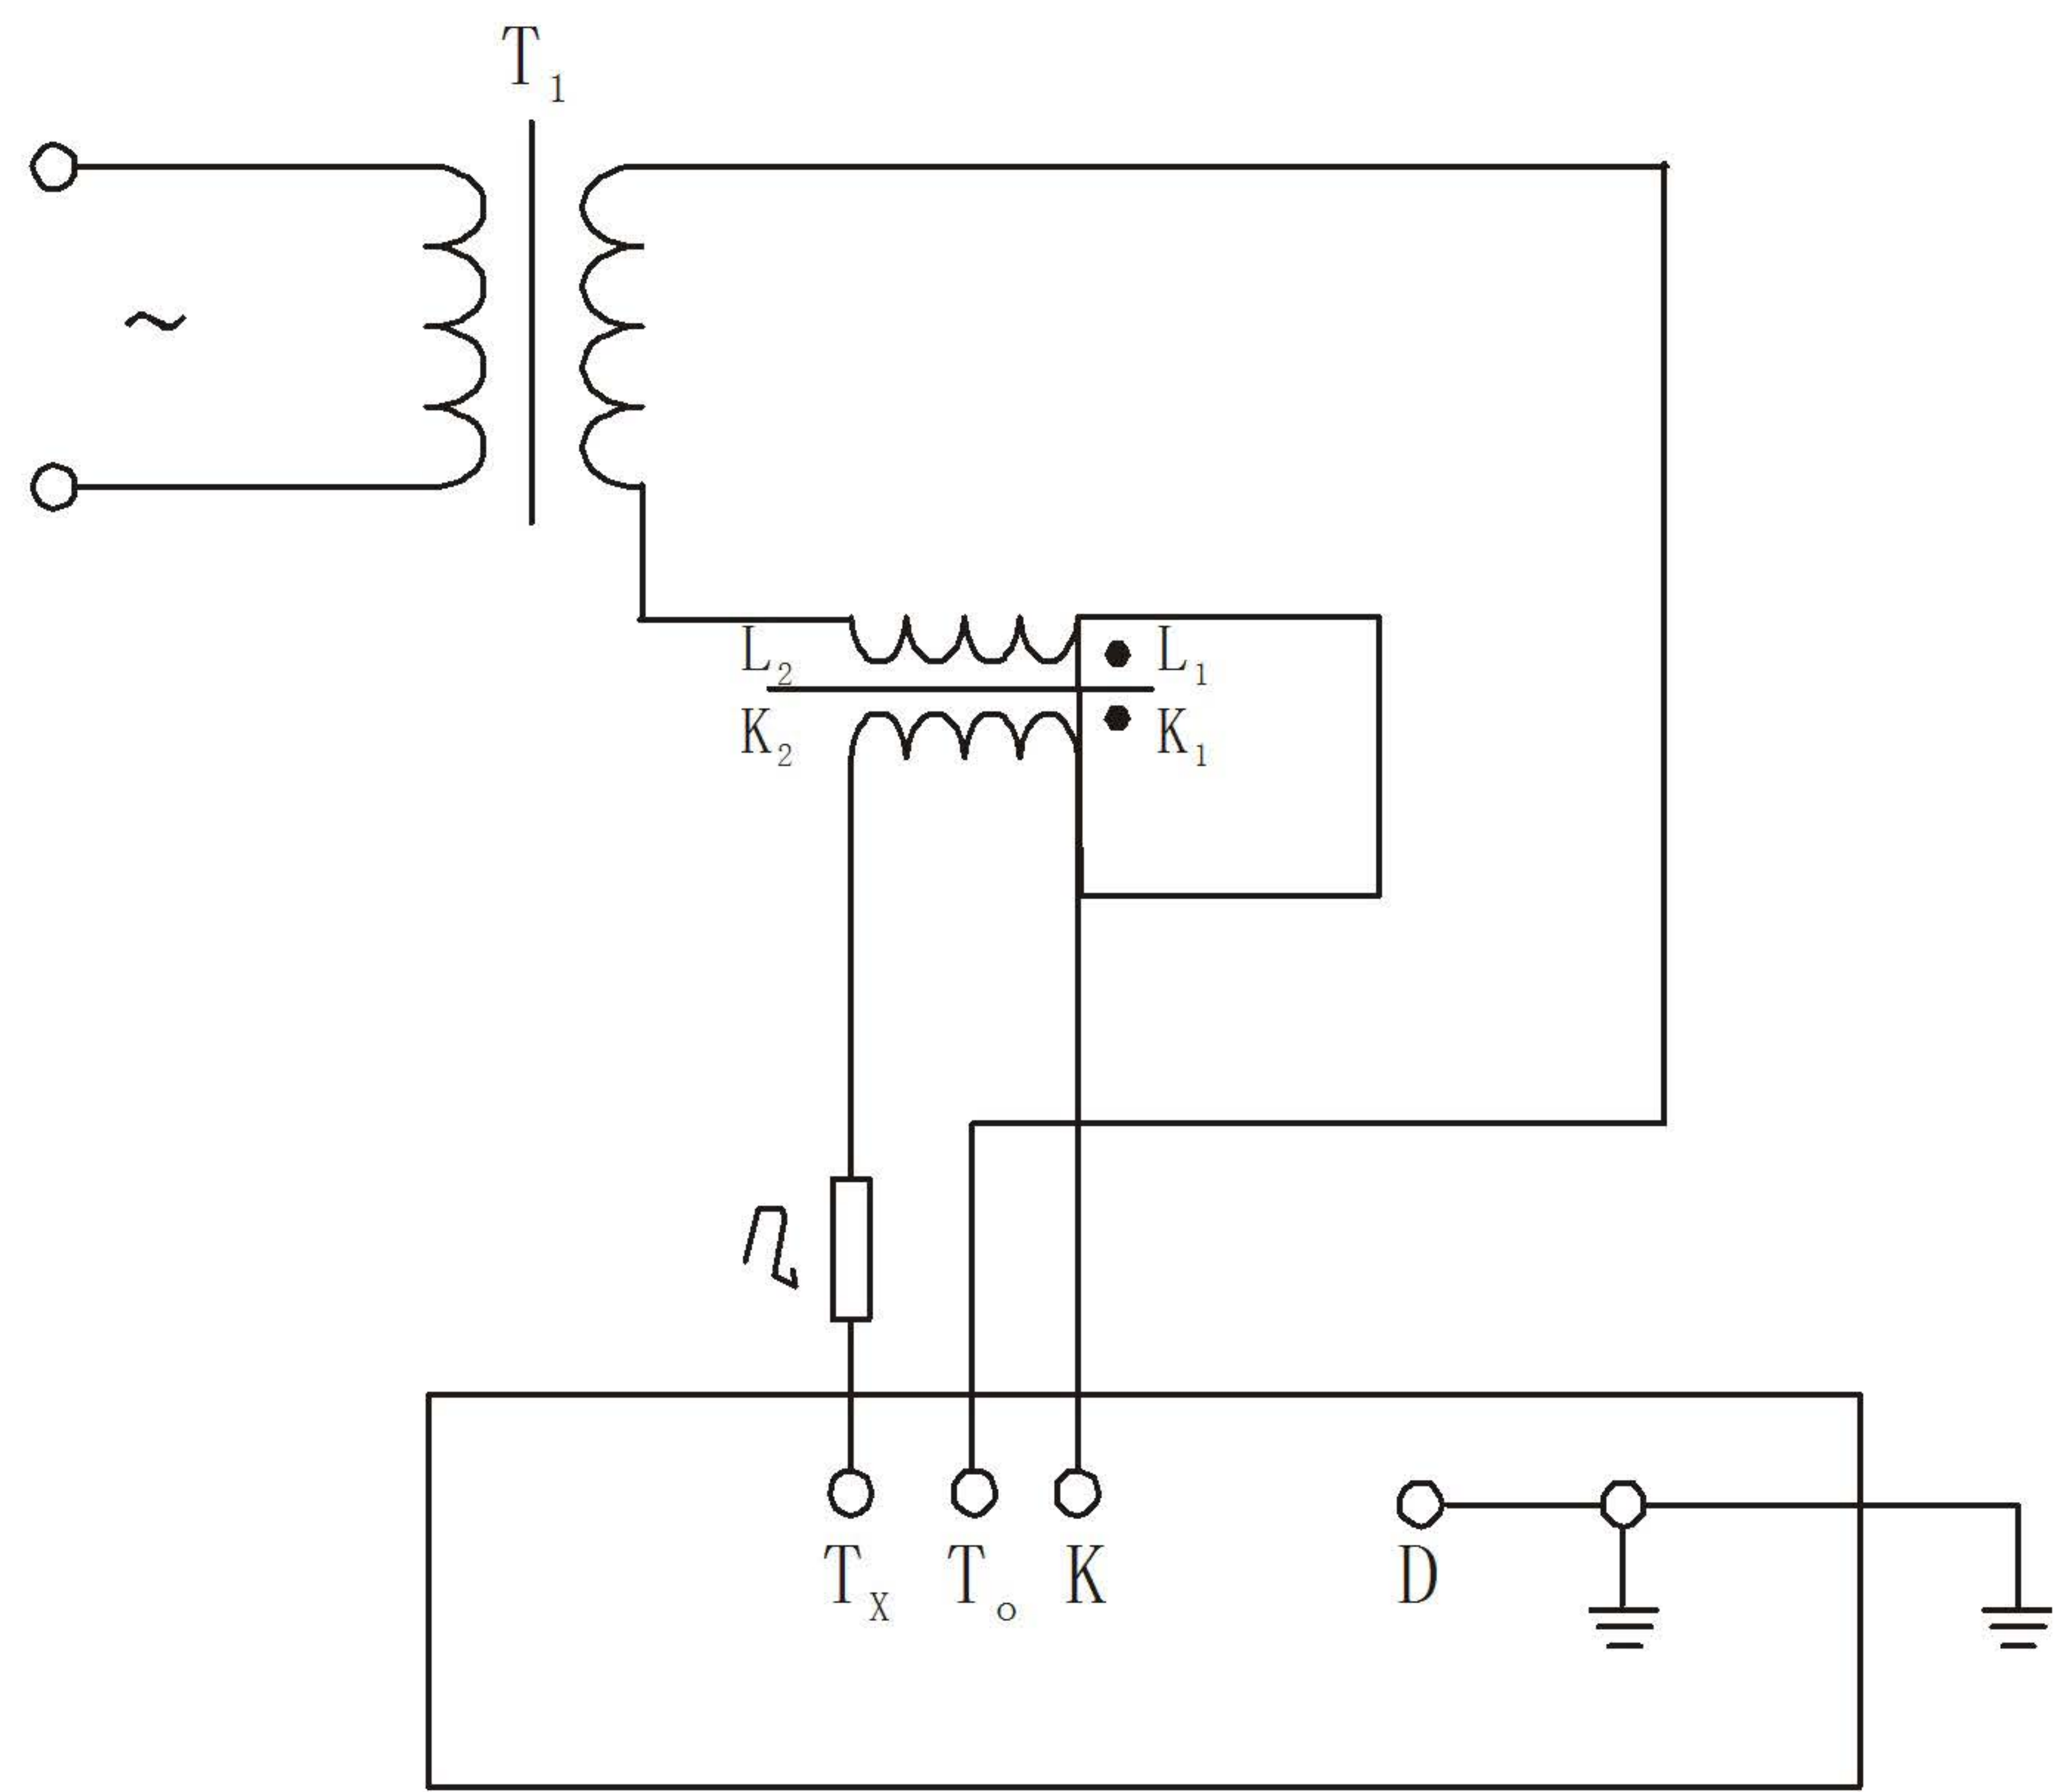 T₁
~
L₂ L₁
K₂ K₁
Tₓ Tₒ K D